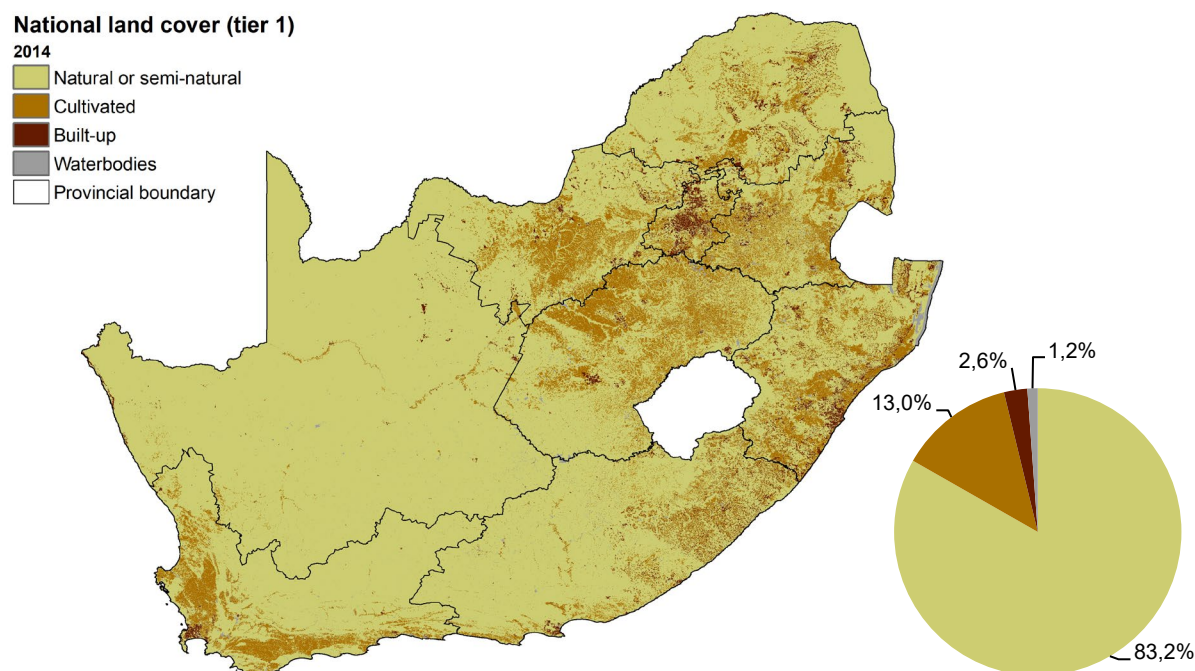 National land cover (tier 1)
2014
Natural or semi-natural
Cultivated
Built-up
Waterbodies
Provincial boundary
2,6%
1,2%
13,0%
83,2%